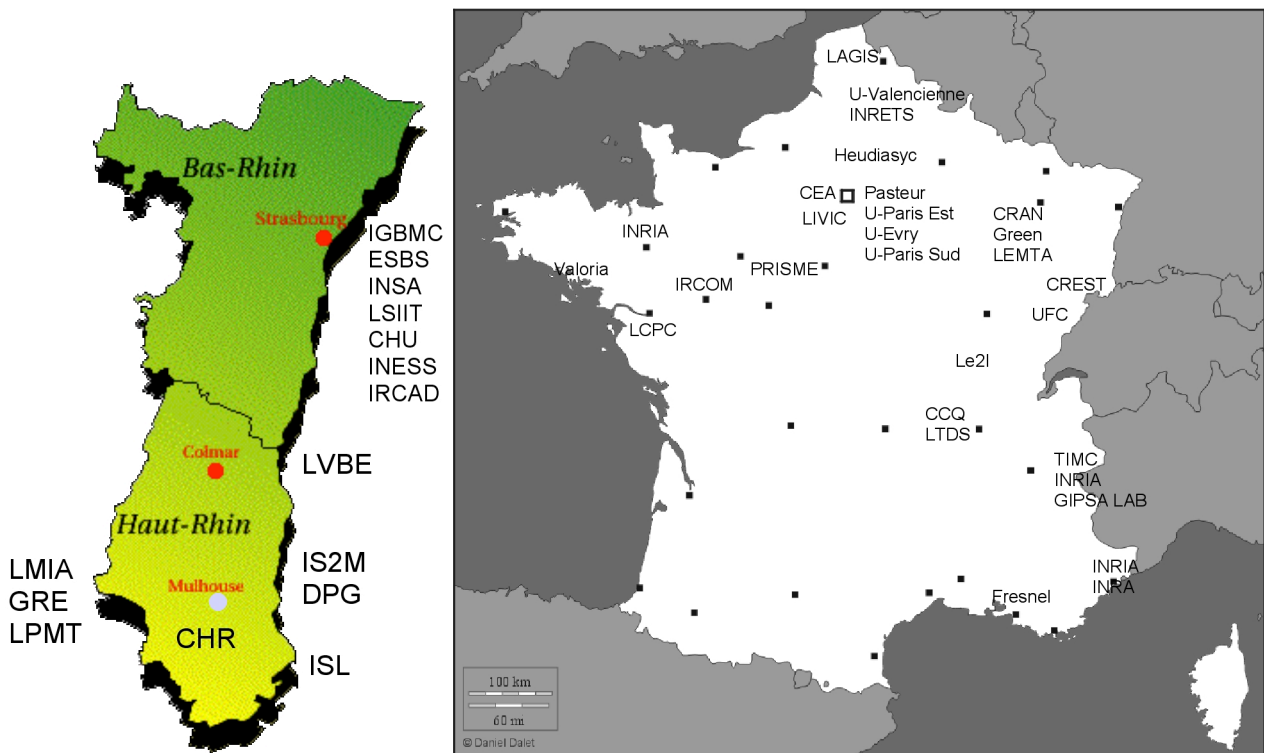 Bas-Rhin
Strasbourg
IGBMC
ESBS
INSA
LSIIT
CHU
INESS
IRCAD
Colmar
LVBE
Haut-Rhin
Mulhouse
LMIA
GRE
LPMT
IS2M
DPG
CHR
ISL
LAGIS
U-Valencienne
INRETS
Heudiasyc
CEA
LIVIC
Pasteur
U-Paris Est
U-Evry
U-Paris Sud
CRAN
Green
LEMTA
INRIA
Valoria
IRCOM
PRISME
LCPC
CREST
UFC
Le2I
CCQ
LTDS
TIMC
INRIA
GIPSA LAB
INRIA
INRA
Fresnel
100 km
60 mi
© Daniel Dalet